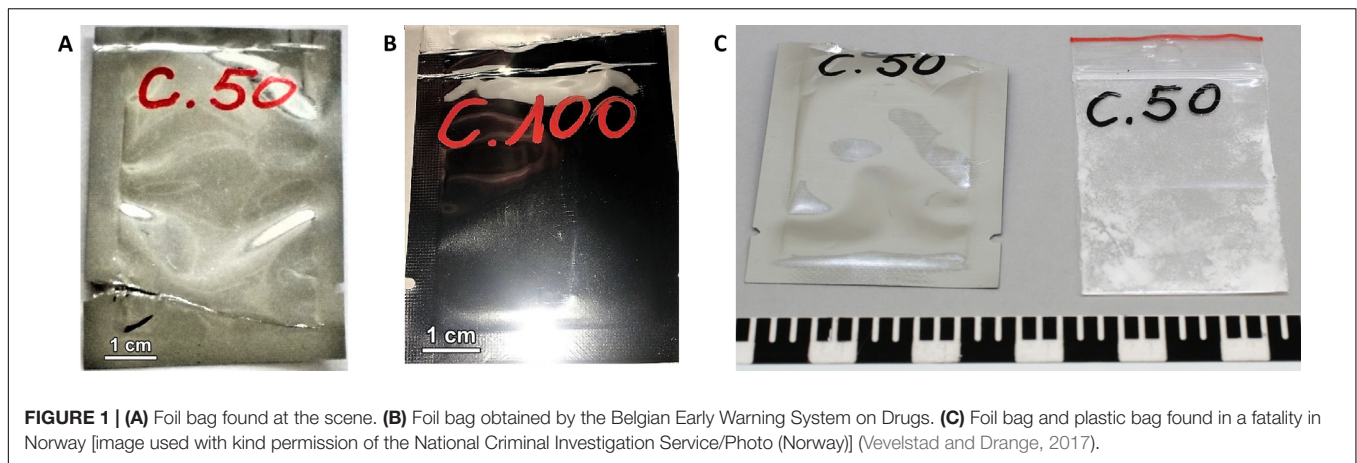 A
C.50
1 cm
B
C.100
1 cm
C
C.50
C.50
FIGURE 1 | (A) Foil bag found at the scene. (B) Foil bag obtained by the Belgian Early Warning System on Drugs. (C) Foil bag and plastic bag found in a fatality in
Norway [image used with kind permission of the National Criminal Investigation Service/Photo (Norway)] (Vevelstad and Drange, 2017).